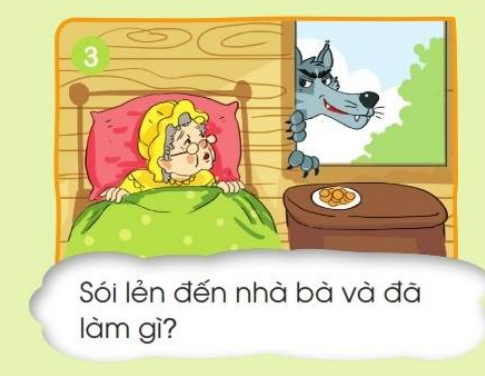 3
Sói lẻn đến nhà bà và đã
làm gì?